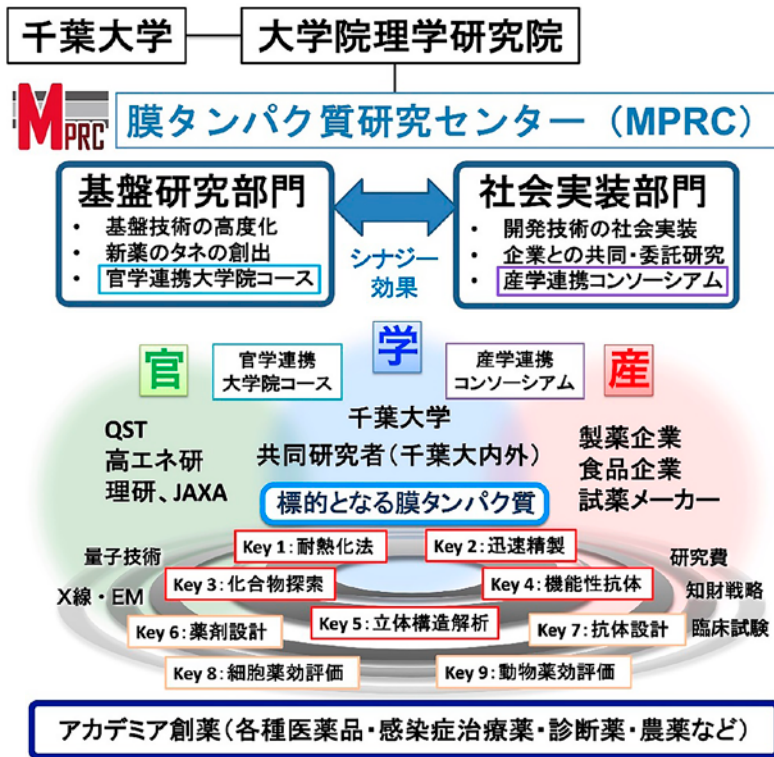 千葉大学
大学院理学研究院
MPRC
膜タンパク質研究センター（MPRC）
基盤研究部門
・ 基盤技術の高度化
・ 新薬のタネの創出
・ 官学連携大学院コース
シナジー
効果
社会実装部門
・ 開発技術の社会実装
・ 企業との共同・委託研究
・ 産学連携コンソーシアム
官
官学連携
大学院コース
学
産学連携
コンソーシアム
産
QST
高エネ研
理研、JAXA
千葉大学
共同研究者（千葉大内外）
製薬企業
食品企業
試薬メーカー
標的となる膜タンパク質
量子技術
X線・EM
Key 1：耐熱化法
Key 2：迅速精製
Key 3：化合物探索
Key 4：機能性抗体
Key 5：立体構造解析
Key 6：薬剤設計
Key 7：抗体設計
Key 8：細胞薬効評価
Key 9：動物薬効評価
研究費
知財戦略
臨床試験
アカデミア創薬（各種医薬品・感染症治療薬・診断薬・農薬など）